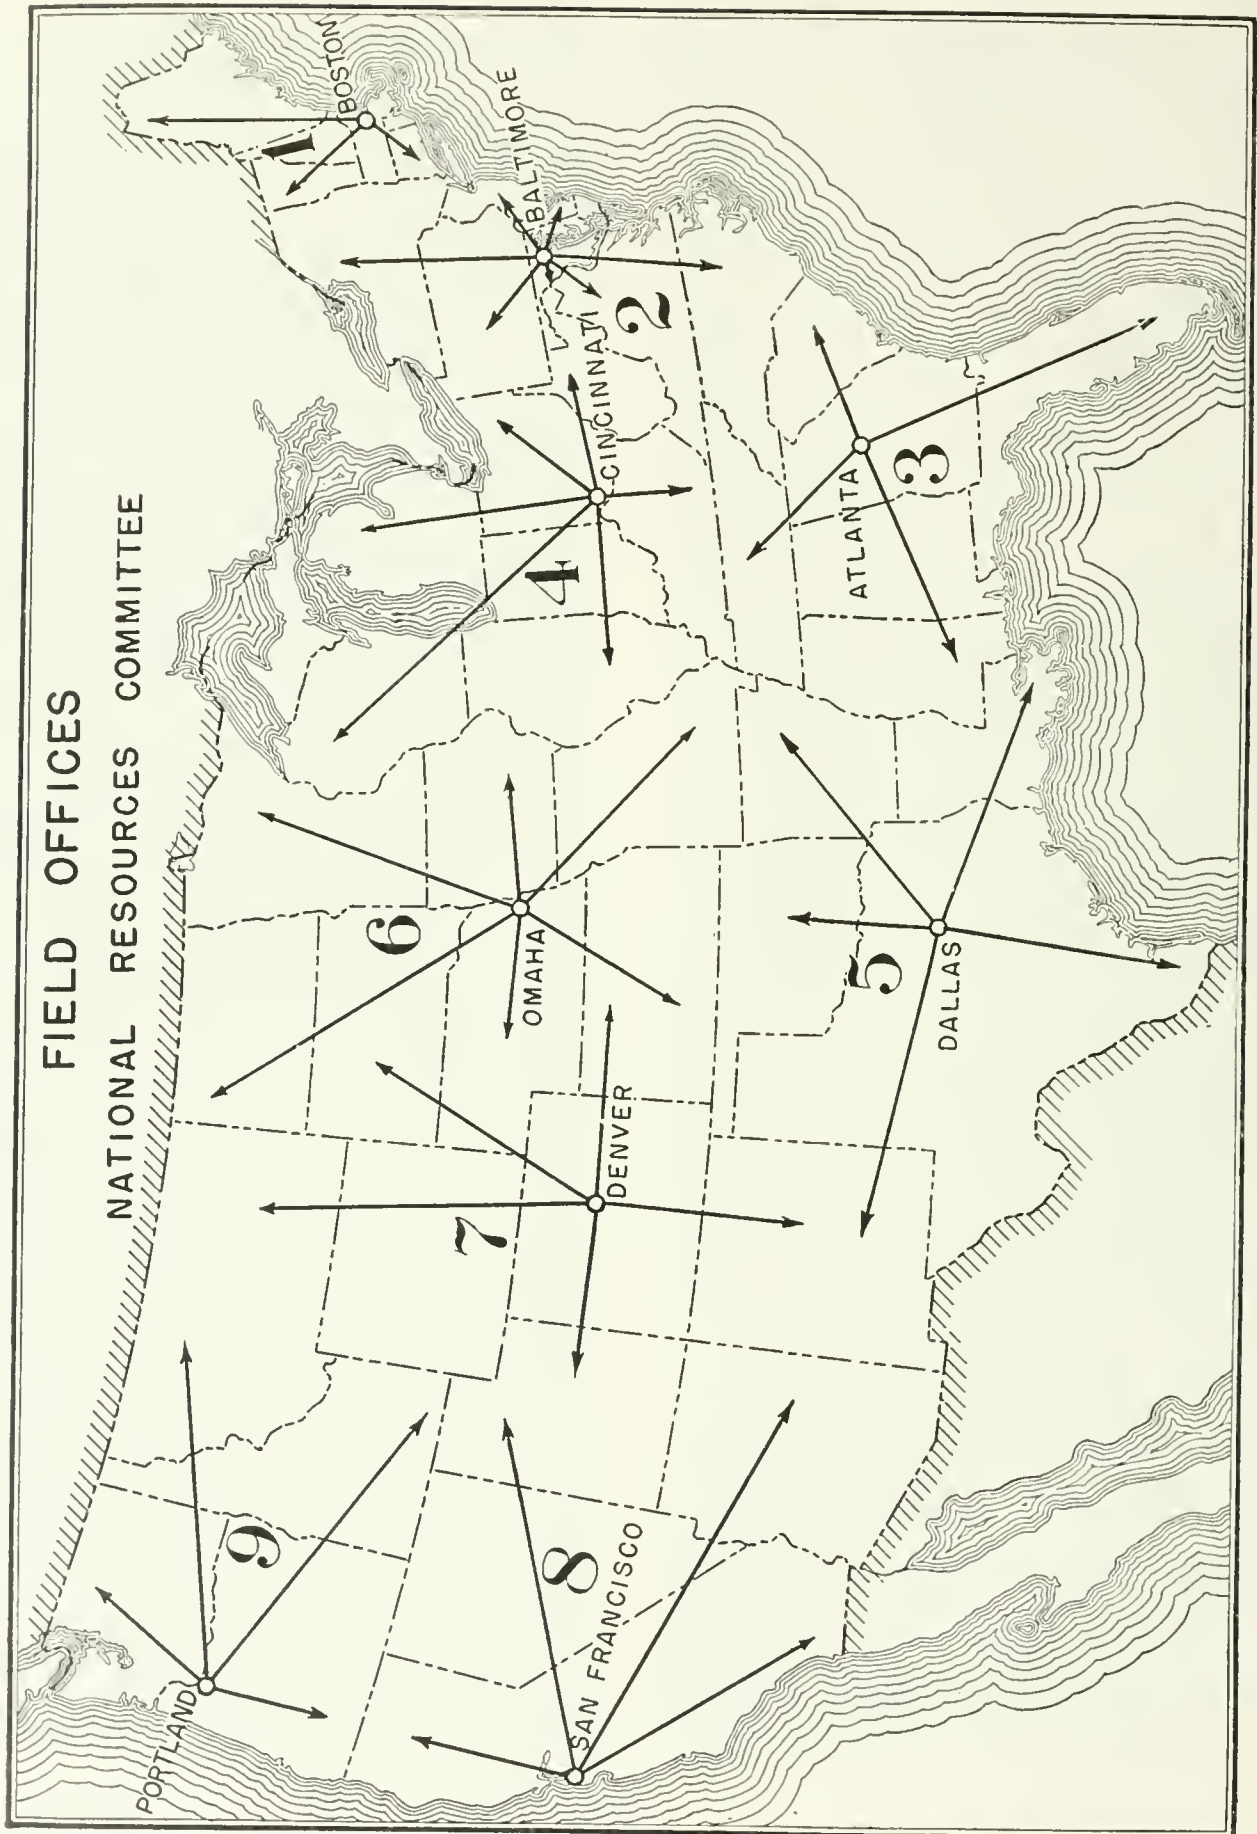 FIELD OFFICES
NATIONAL RESOURCES COMMITTEE
PORTLAND
9
SAN FRANCISCO
8
7
DENVER
6
OMAHA
5
DALLAS
4
CINCINNATI
ATLANTA
3
2
BALTIMORE
1
BOSTON